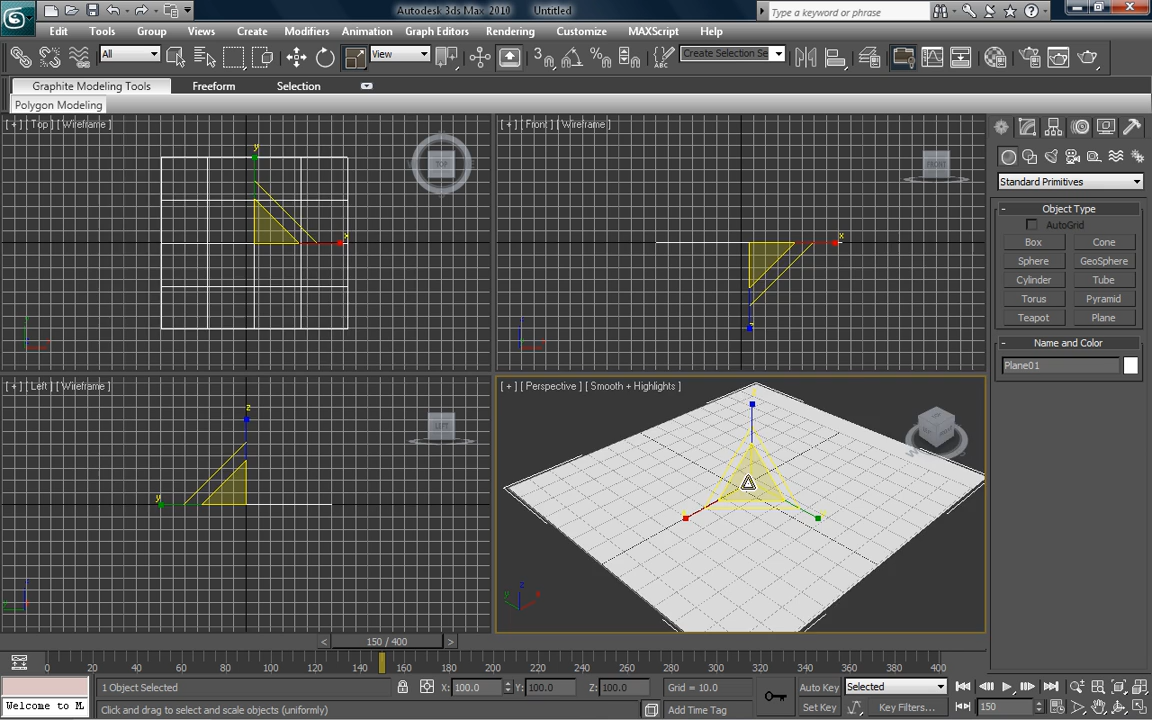 Autodesk 3ds Max 2010 Untitled
Type a keyword or phrase
Edit Tools Group Views Create Modifiers Animation Graph Editors Rendering Customize MAXScript Help
All View Create Selection Se
Graphite Modeling Tools Freeform Selection
Polygon Modeling
[ + ] [ Top ] [ Wireframe ]
[ + ] [ Front ] [ Wireframe ]
TOP
FRONT
y
x
x
Standard Primitives
- Object Type
AutoGrid
Box Cone
Sphere GeoSphere
Cylinder Tube
Torus Pyramid
Teapot Plane
- Name and Color
Plane01
[ + ] [ Left ] [ Wireframe ]
[ + ] [ Perspective ] [ Smooth + Highlights ]
LEFT
z
y
z
y
x
< 150 / 400 >
0 20 40 60 80 100 120 140 160 180 200 220 240 260 280 300 320 340 360 380 400
1 Object Selected X: 100.0 Y: 100.0 Z: 100.0 Grid = 10.0 Auto Key Selected
Welcome to M. Click and drag to select and scale objects (uniformly) Add Time Tag Set Key Key Filters... 150